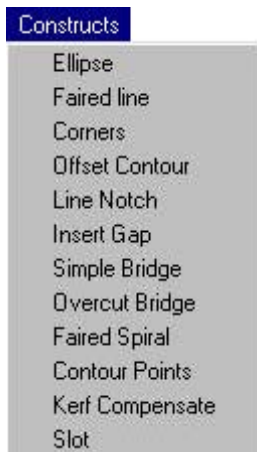 Constructs
Ellipse
Faired line
Corners
Offset Contour
Line Notch
Insert Gap
Simple Bridge
Overcut Bridge
Faired Spiral
Contour Points
Kerf Compensate
Slot